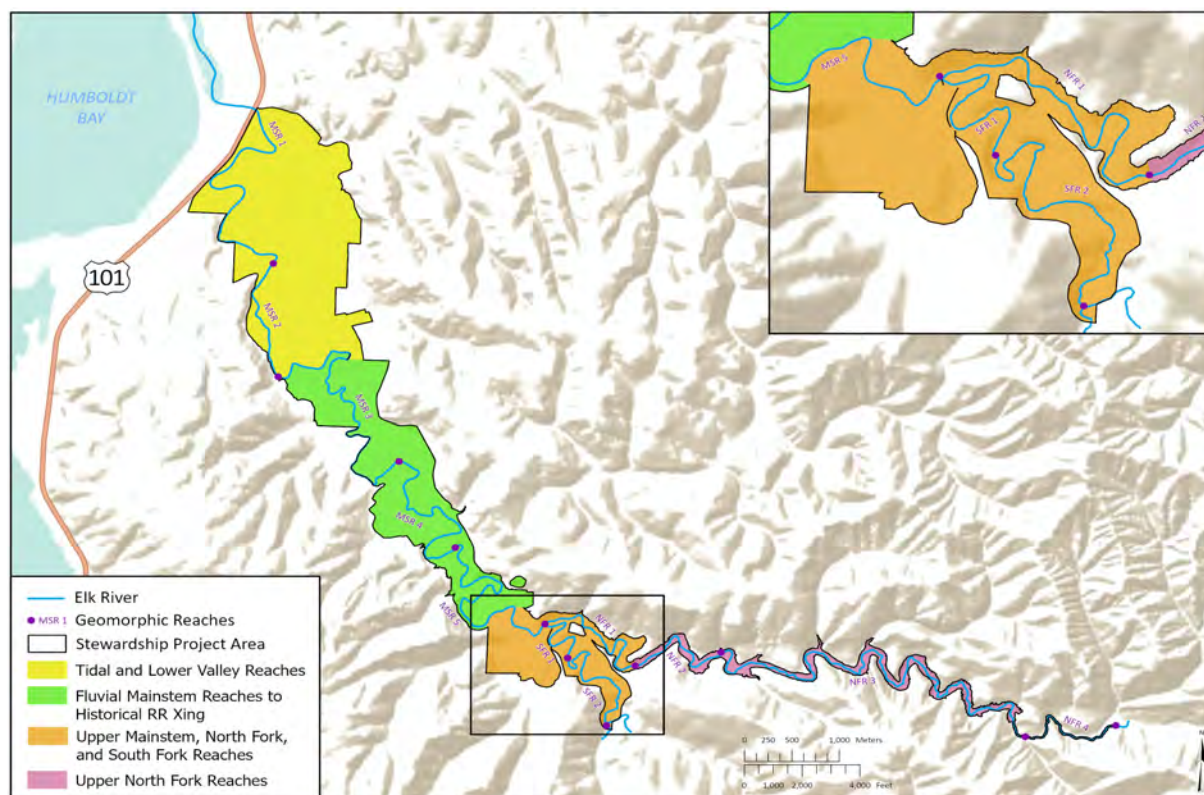 HUMBOLDT
BAY
101
MSR 1
MSR 2
MSR 3
MSR 4
MSR 5
NFR 1
SFR 1
SFR 2
NFR 2
NFR 3
NFR 4
MSR 5
NFR 1
SFR 1
SFR 2
Elk River
MSR 1 Geomorphic Reaches
Stewardship Project Area
Tidal and Lower Valley Reaches
Fluvial Mainstem Reaches to
Historical RR Xing
Upper Mainstem, North Fork,
and South Fork Reaches
Upper North Fork Reaches
0 250 500 1,000 Meters
0 1,000 2,000 4,000 Feet